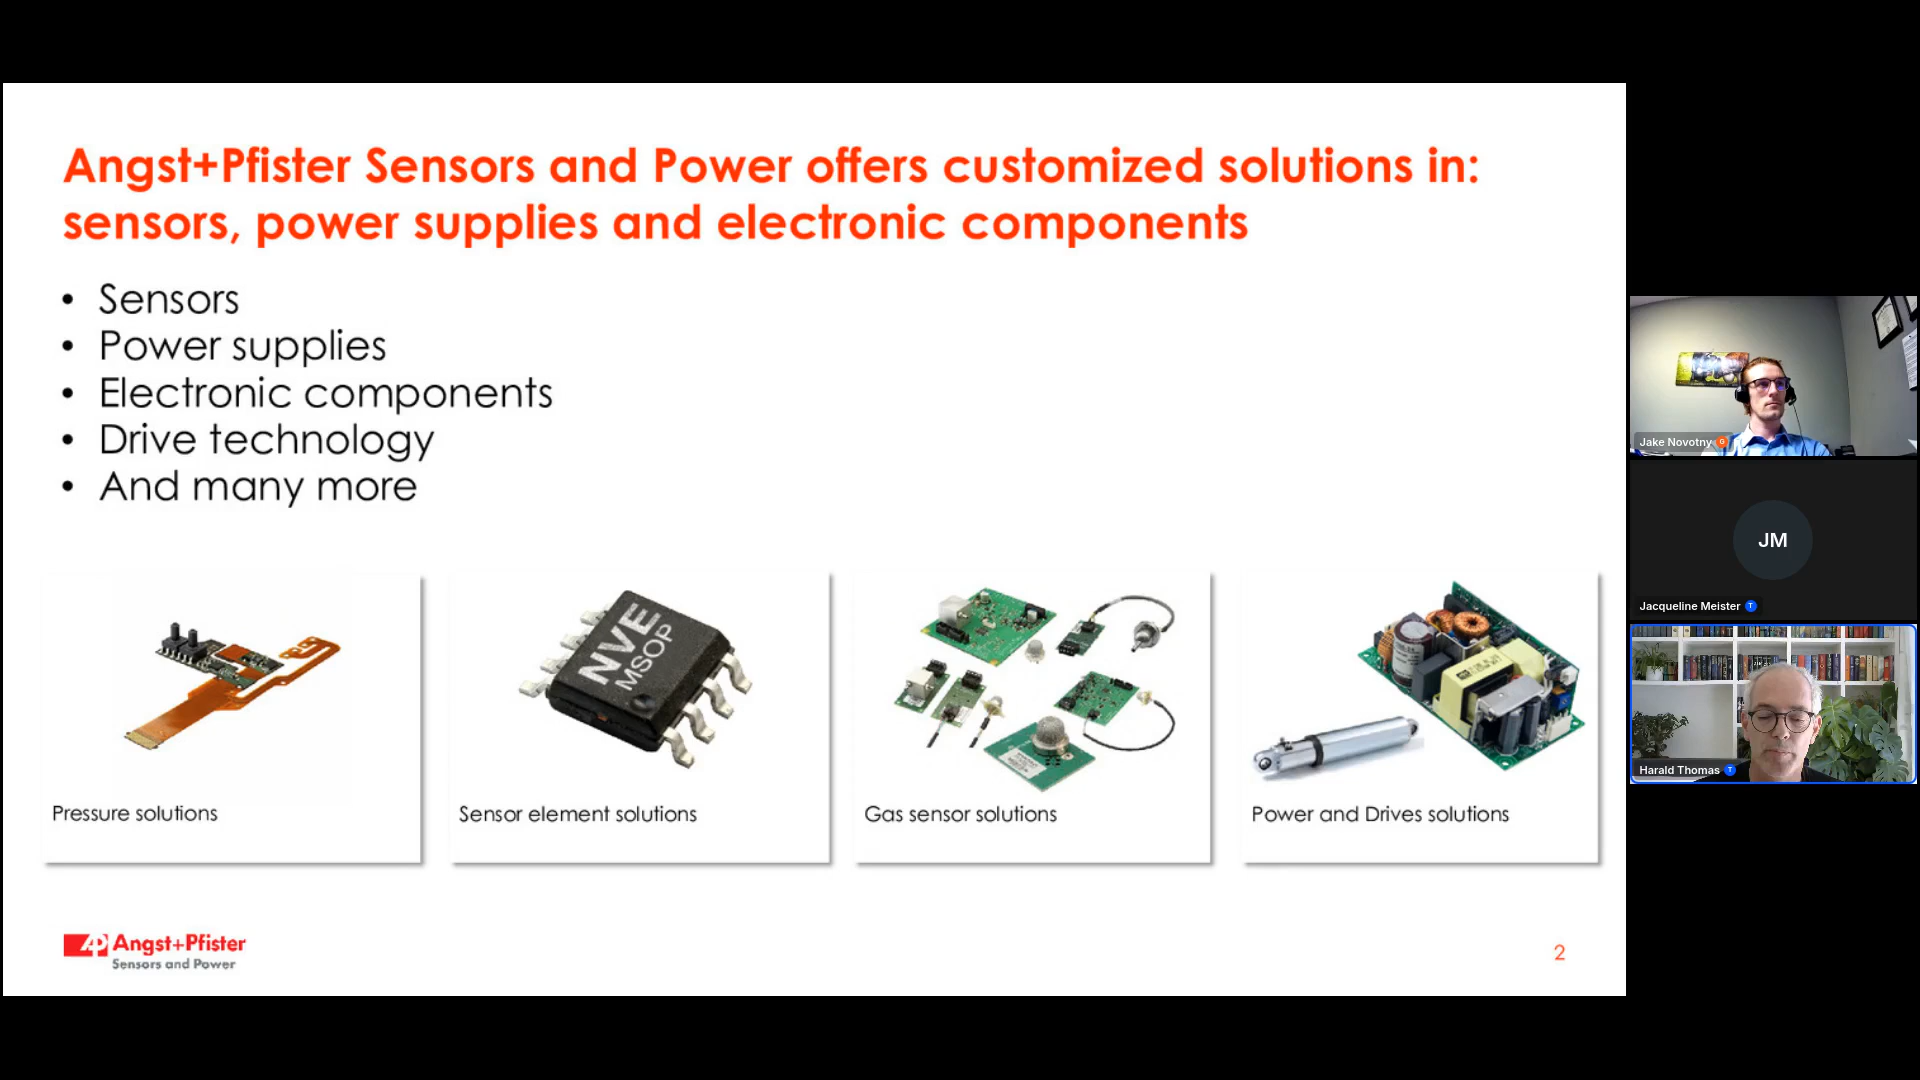 Angst+Pfister Sensors and Power offers customized solutions in:
sensors, power supplies and electronic components
• Sensors
• Power supplies
• Electronic components
• Drive technology
• And many more
NVE
MSOP
Pressure solutions
Sensor element solutions
Gas sensor solutions
Power and Drives solutions
Angst+Pfister
Sensors and Power
2
Jake Novotny G
JM
Jacqueline Meister T
Harald Thomas T